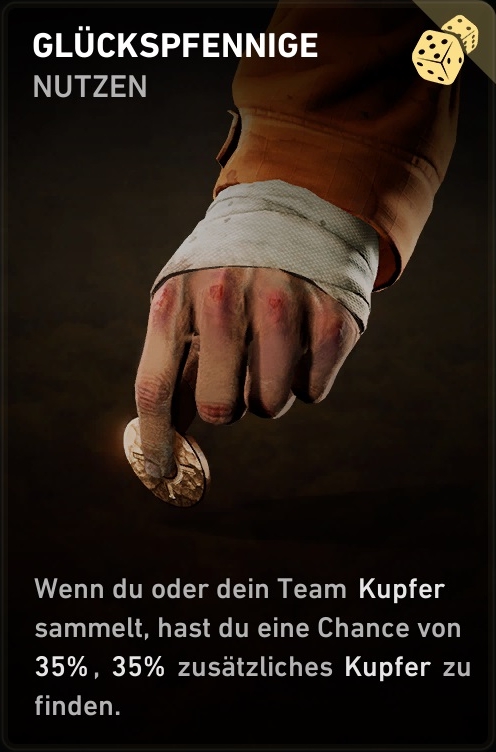 GLÜCKSPFENNIGE
NUTZEN
Wenn du oder dein Team Kupfer
sammelt, hast du eine Chance von
35%, 35% zusätzliches Kupfer zu
finden.